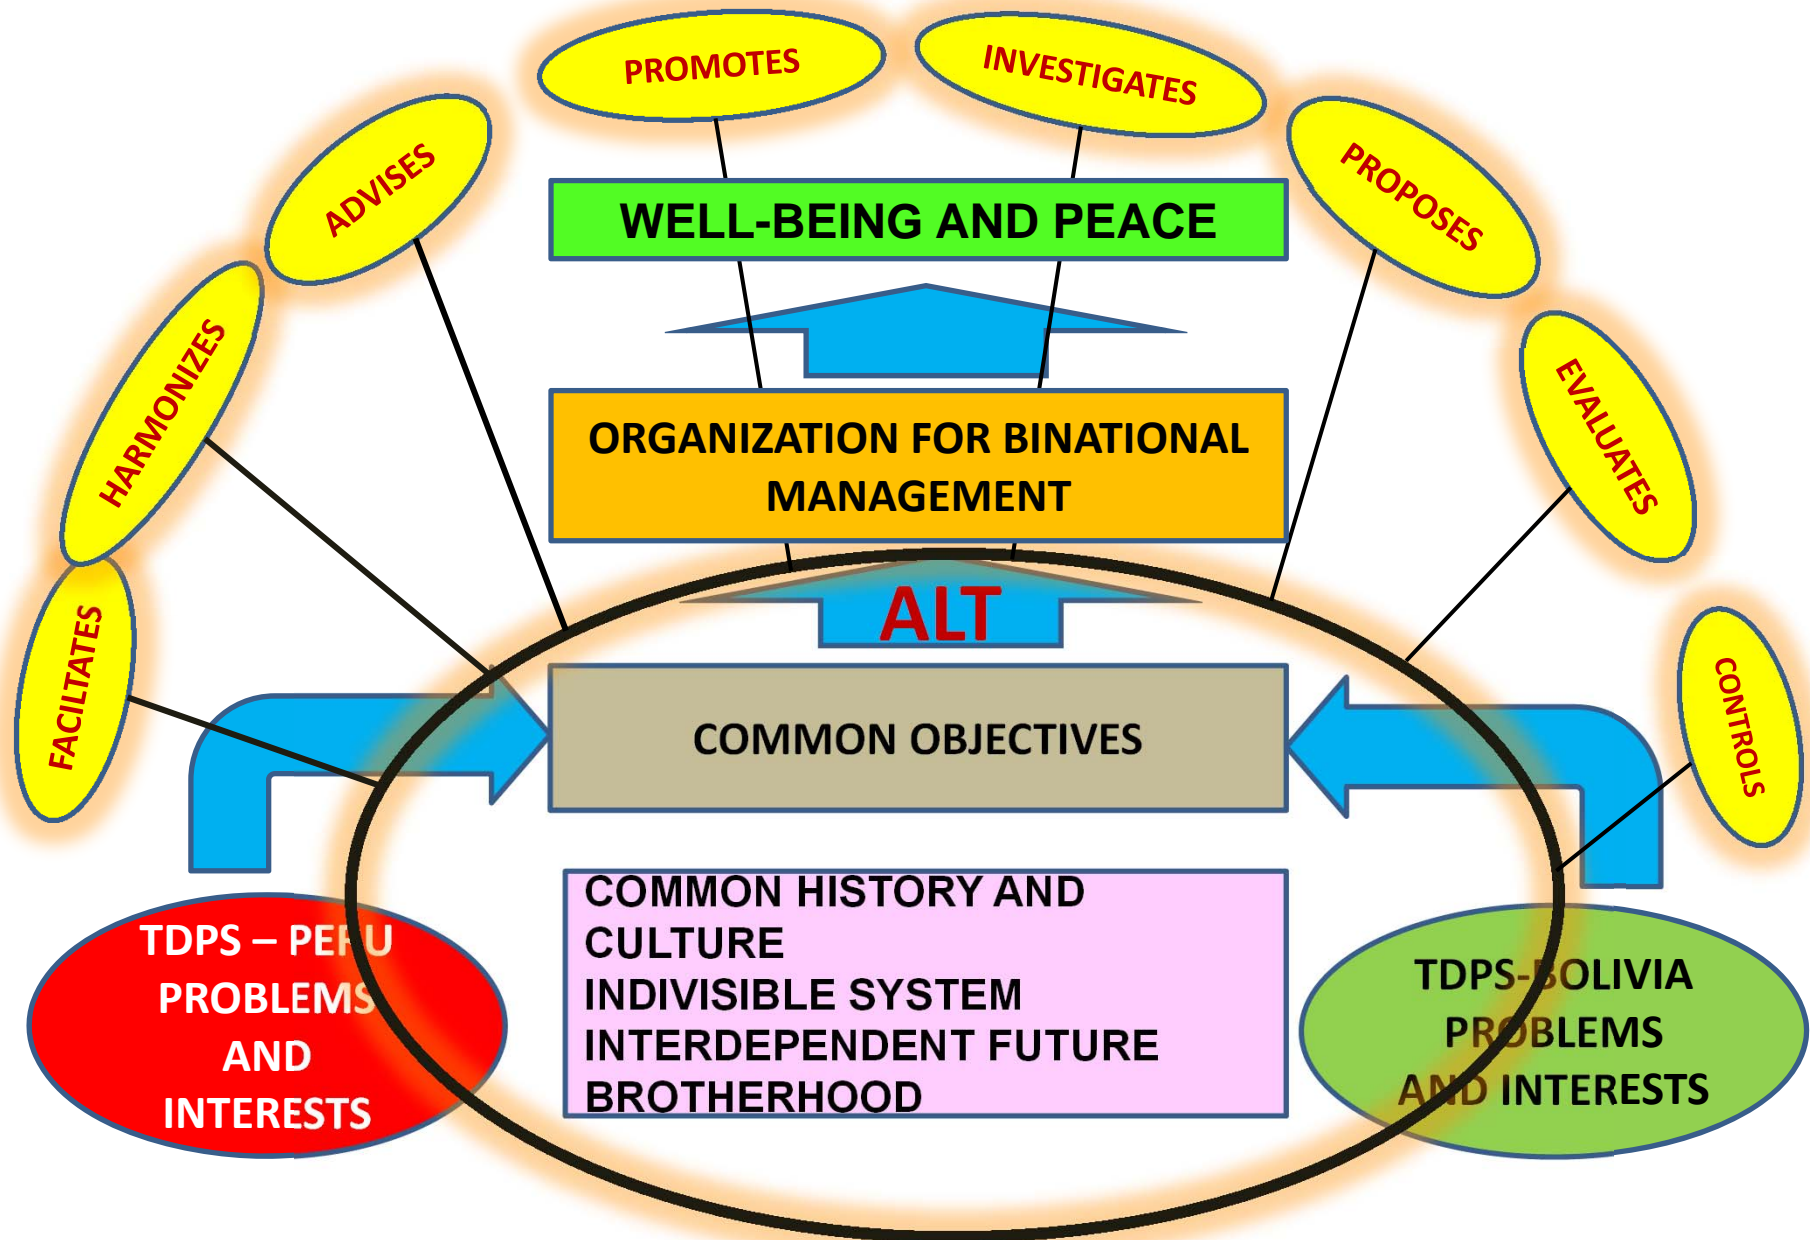 PROMOTES
INVESTIGATES
ADVISES
PROPOSES
WELL-BEING AND PEACE
HARMONIZES
EVALUATES
ORGANIZATION FOR BINATIONAL
MANAGEMENT
ALT
FACILTATES
CONTROLS
COMMON OBJECTIVES
COMMON HISTORY AND
CULTURE
INDIVISIBLE SYSTEM
INTERDEPENDENT FUTURE
BROTHERHOOD
TDPS – PERU
PROBLEMS
AND
INTERESTS
TDPS-BOLIVIA
PROBLEMS
AND INTERESTS